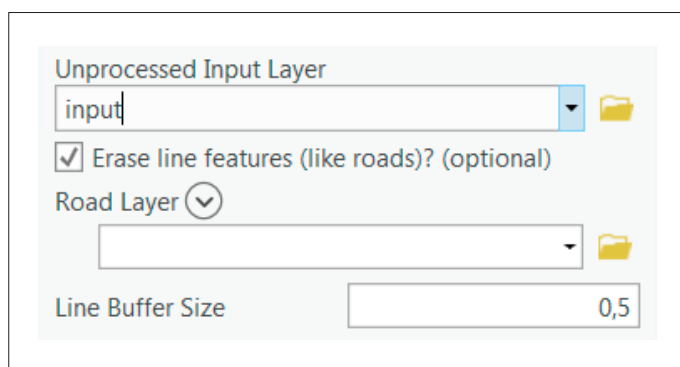 Unprocessed Input Layer
input
Erase line features (like roads)? (optional)
Road Layer
Line Buffer Size 0,5